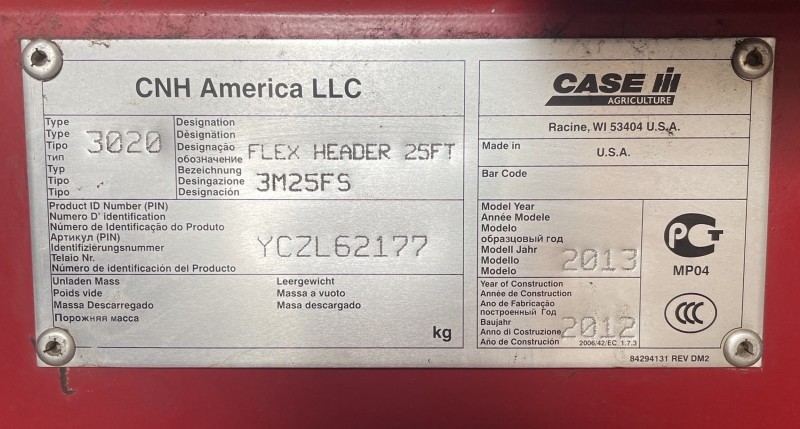 CNH America LLC
CASE IH
AGRICULTURE
Racine, WI 53404 U.S.A.
Type
Type
Tipo
тип
Typ
Tipo
Tipo
3020
Designation
Désignation
Designação
обозначение
Bezeichnung
Desingazione
Designación
FLEX HEADER 25FT
3M25FS
Made in
U.S.A.
Bar Code
Product ID Number (PIN)
Numero D' identification
Número de Identificação do Produto
Артикул (PIN)
Identifizierungsnummer
Telaio Nr.
Número de identificación del Producto
YCZL62177
Model Year
Année Modele
Modelo
образцовый год
Modell Jahr
Modello
Modelo
2013
PCT
MP04
Unladen Mass
Poids vide
Massa Descarregado
Порожняя масса
Leergewicht
Massa a vuoto
Masa descargado
kg
Year of Construction
Année de Construction
Ano de Fabricação
построенный Год
Baujahr
Anno di Costruzione
Año de Construción
2012
2006/42/EC 1.7.3
CCC
84294131 REV DM2